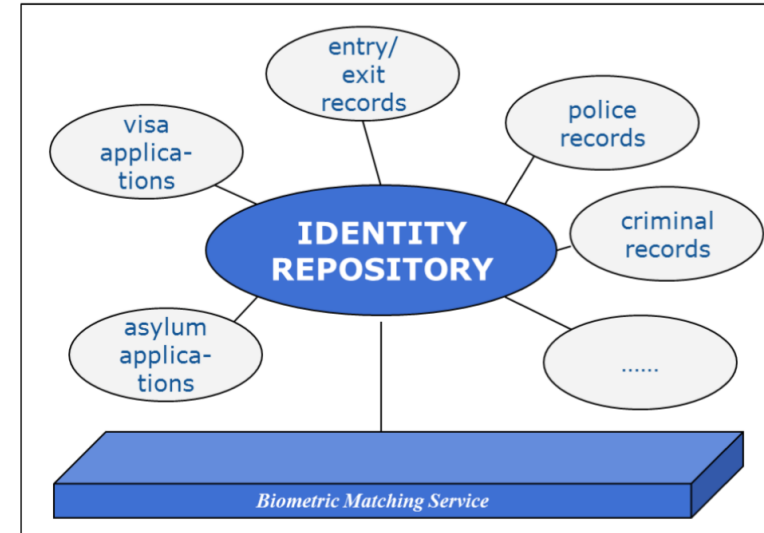 entry/
exit
records
visa
applica-
tions
police
records
criminal
records
IDENTITY
REPOSITORY
asylum
applica-
tions
......
Biometric Matching Service